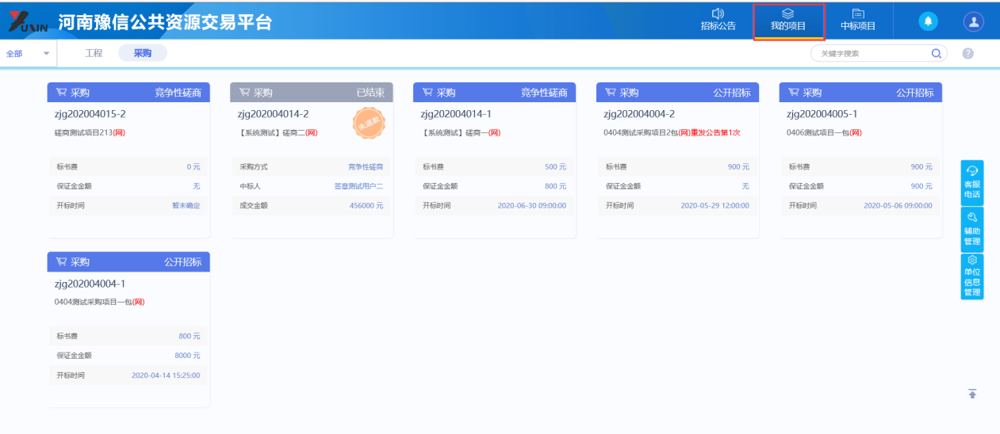 YUXIN 河南豫信公共资源交易平台
招标公告
我的项目
中标项目
全部
工程
采购
关键字搜索
?
采购 竞争性磋商
zjg202004015-2
磋商测试项目213(网)
标书费 0 元
保证金金额 无
开标时间 暂未确定
采购 已结束
zjg202004014-2
【系统测试】磋商二(网)
未退款
采购方式 竞争性磋商
中标人 签章测试用户二
成交金额 456000 元
采购 竞争性磋商
zjg202004014-1
【系统测试】磋商一(网)
标书费 500 元
保证金金额 800 元
开标时间 2020-06-30 09:00:00
采购 公开招标
zjg202004004-2
0404测试采购项目2包(网)重发公告第1次
标书费 900 元
保证金金额 无
开标时间 2020-05-29 12:00:00
采购 公开招标
zjg202004005-1
0406测试项目一包(网)
标书费 900 元
保证金金额 900 元
开标时间 2020-05-06 09:00:00
采购 公开招标
zjg202004004-1
0404测试采购项目一包(网)
标书费 800 元
保证金金额 8000 元
开标时间 2020-04-14 15:25:00
客服
电话
辅助
管理
单位
信息
管理